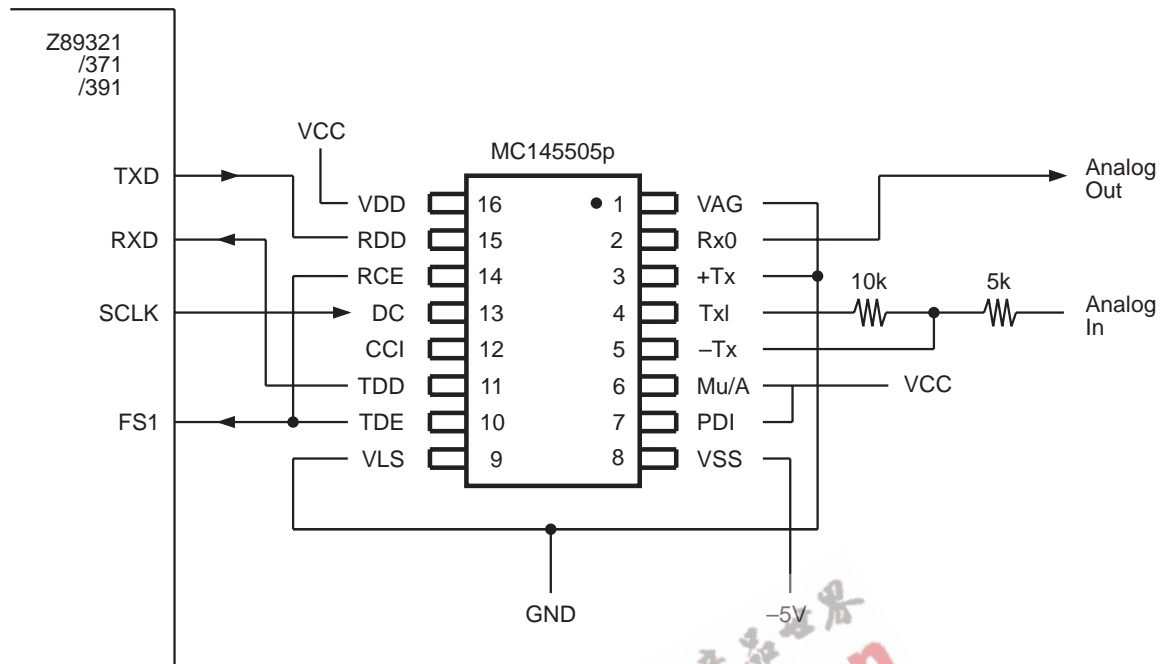 Z89321
/371
/391
VCC
MC145505p
TXD
RXD
SCLK
FS1
VDD
RDD
RCE
DC
CCI
TDD
TDE
VLS
16
15
14
13
12
11
10
9
1
2
3
4
5
6
7
8
VAG
Rx0
+Tx
TxI
–Tx
Mu/A
PDI
VSS
10k
5k
Analog
Out
Analog
In
VCC
GND
–5V
世界